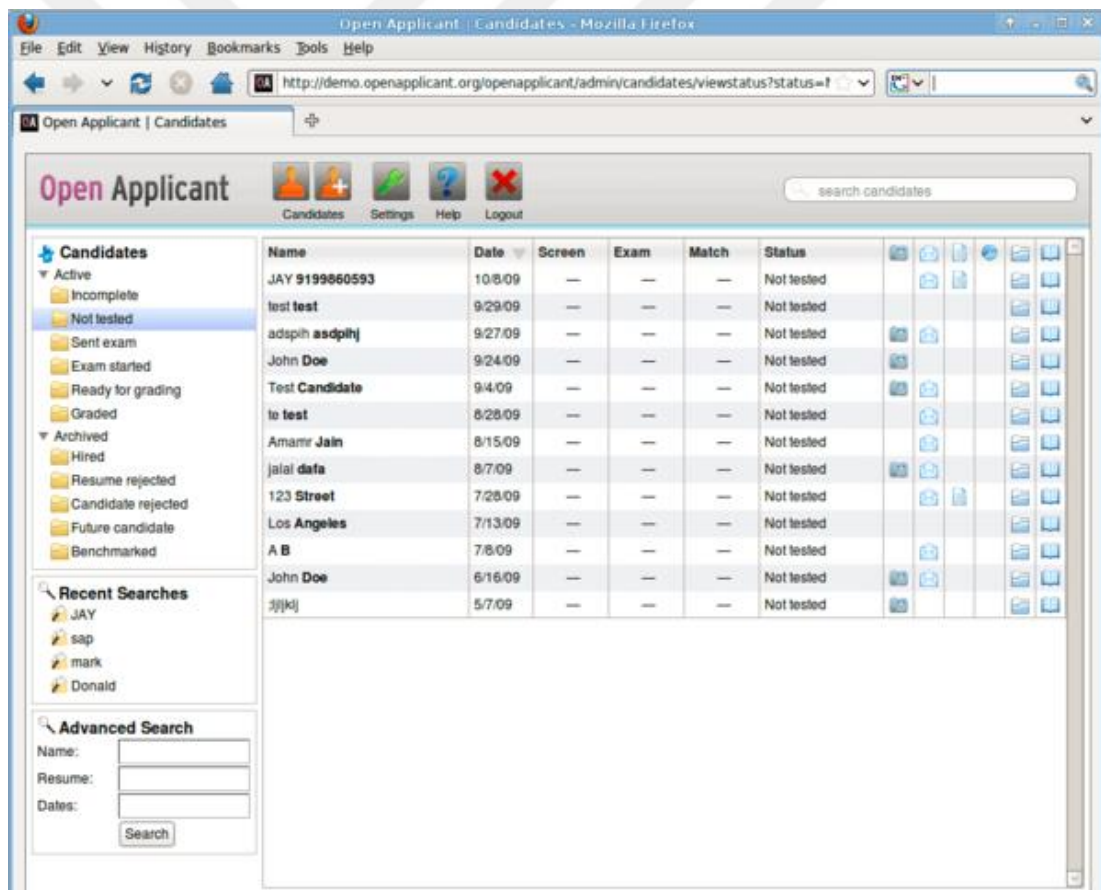 Open Applicant | Candidates - Mozilla Firefox
File Edit View History Bookmarks Tools Help
http://demo.openapplicant.org/openapplicant/admin/candidates/viewstatus?status=
Open Applicant | Candidates
Open Applicant
Candidates Settings Help Logout
search candidates
Candidates
Active
Incomplete
Not tested
Sent exam
Exam started
Ready for grading
Graded
Archived
Hired
Resume rejected
Candidate rejected
Future candidate
Benchmarked
Recent Searches
JAY
sap
mark
Donald
Advanced Search
Name:
Resume:
Dates:
Search
Name Date Screen Exam Match Status
JAY 9199860593 10/8/09 — — — Not tested
test test 9/29/09 — — — Not tested
adspih asdpihj 9/27/09 — — — Not tested
John Doe 9/24/09 — — — Not tested
Test Candidate 9/4/09 — — — Not tested
te test 8/28/09 — — — Not tested
Amamr Jain 8/15/09 — — — Not tested
jalal dafa 8/7/09 — — — Not tested
123 Street 7/28/09 — — — Not tested
Los Angeles 7/13/09 — — — Not tested
A B 7/8/09 — — — Not tested
John Doe 6/16/09 — — — Not tested
5/7/09 — — — Not tested